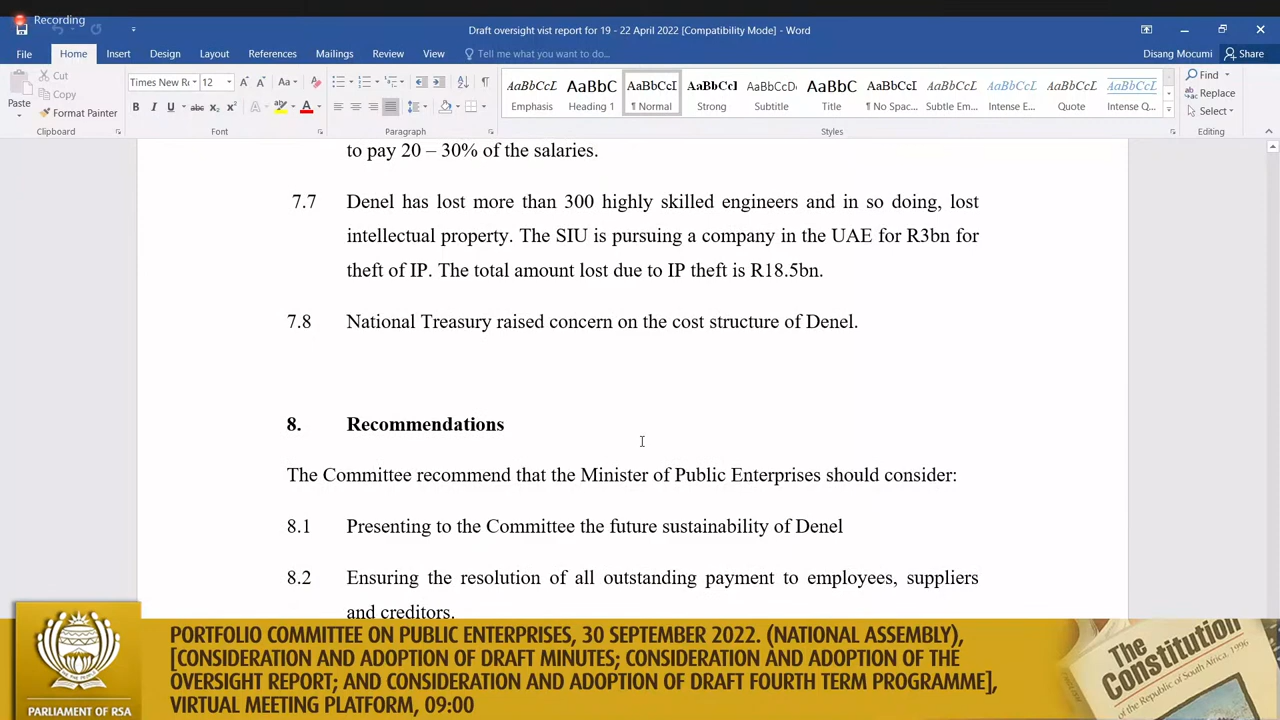 Recording
Draft oversight vist report for 19 - 22 April 2022 [Compatibility Mode] - Word
File Home Insert Design Layout References Mailings Review View Tell me what you want to do... Disang Mocumi Share
Paste Cut Copy Format Painter
Times New Ro 12
AaBbCcL AaBbC AaBbCcI AaBbCcI AaBbCcD AaBbC AaBbCcI AaBbCcL AaBbCcL AaBbCcL AaBbCcL
Emphasis Heading 1 ¶ Normal Strong Subtitle Title ¶ No Spac... Subtle Em... Intense E... Quote Intense Q...
Find Replace Select
Clipboard Font Paragraph Styles Editing
to pay 20 – 30% of the salaries.
7.7 Denel has lost more than 300 highly skilled engineers and in so doing, lost
intellectual property. The SIU is pursuing a company in the UAE for R3bn for
theft of IP. The total amount lost due to IP theft is R18.5bn.
7.8 National Treasury raised concern on the cost structure of Denel.
8. Recommendations
The Committee recommend that the Minister of Public Enterprises should consider:
8.1 Presenting to the Committee the future sustainability of Denel
8.2 Ensuring the resolution of all outstanding payment to employees, suppliers
and creditors.
PORTFOLIO COMMITTEE ON PUBLIC ENTERPRISES, 30 SEPTEMBER 2022. (NATIONAL ASSEMBLY),
[CONSIDERATION AND ADOPTION OF DRAFT MINUTES; CONSIDERATION AND ADOPTION OF THE
OVERSIGHT REPORT; AND CONSIDERATION AND ADOPTION OF DRAFT FOURTH TERM PROGRAMME],
VIRTUAL MEETING PLATFORM, 09:00
PARLIAMENT OF RSA
The
Constitution
of the Republic of South Africa, 1996